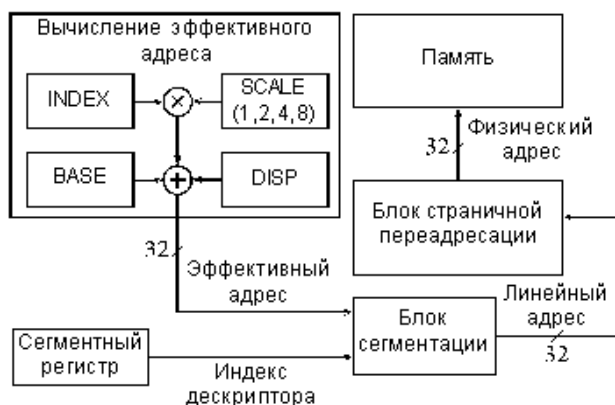 Вычисление эффективного
адреса
INDEX
×
SCALE
(1,2,4,8)
BASE
+
DISP
32
Эффективный
адрес
Память
32
Физический
адрес
Блок страничной
переадресации
Линейный
адрес
32
Блок
сегментации
Сегментный
регистр
Индекс
дескриптора